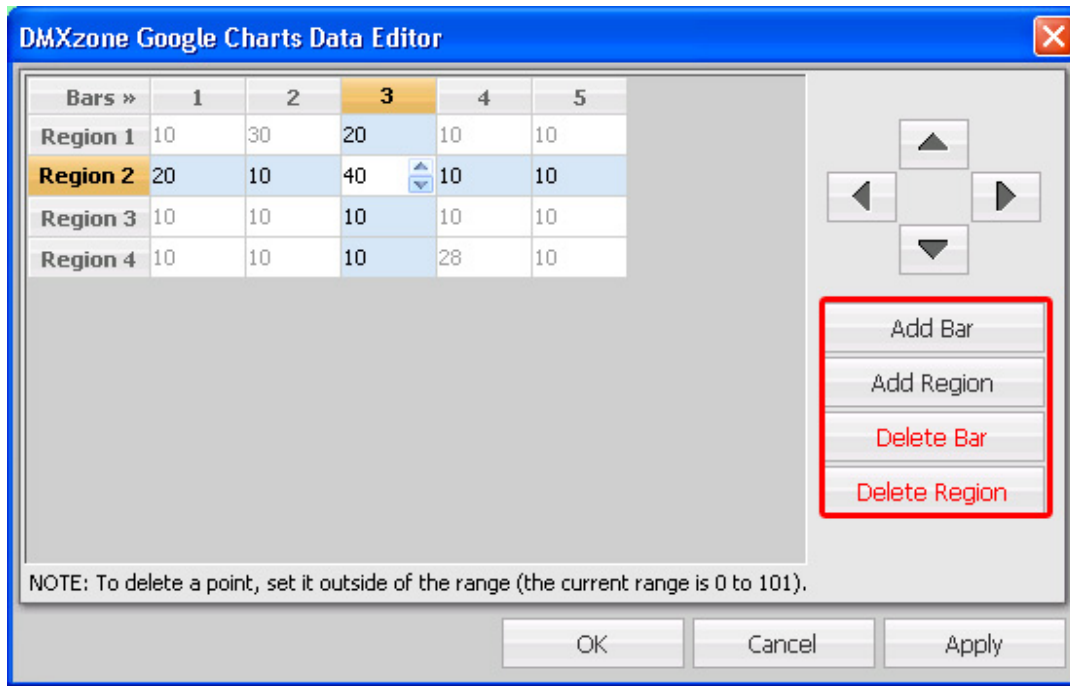 DMXzone Google Charts Data Editor
Bars » 1 2 3 4 5
Region 1 10 30 20 10 10
Region 2 20 10 40 10 10
Region 3 10 10 10 10 10
Region 4 10 10 10 28 10
Add Bar
Add Region
Delete Bar
Delete Region
NOTE: To delete a point, set it outside of the range (the current range is 0 to 101).
OK Cancel Apply